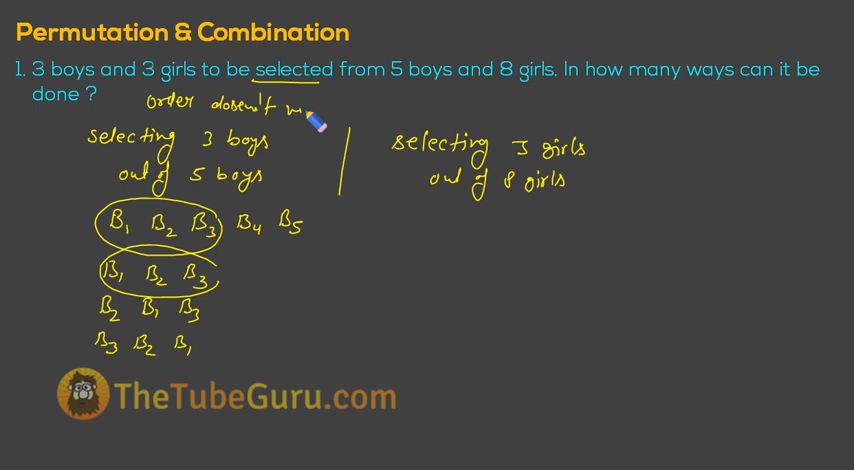 Permutation & Combination
1. 3 boys and 3 girls to be selected from 5 boys and 8 girls. In how many ways can it be
done ?
order dosen't m
selecting 3 boys
out of 5 boys
selecting 3 girls
out of 8 girls
B₁ B₂ B₃ B₄ B₅
B₁ B₂ B₃
B₂ B₁ B₃
B₃ B₂ B₁
TheTubeGuru.com